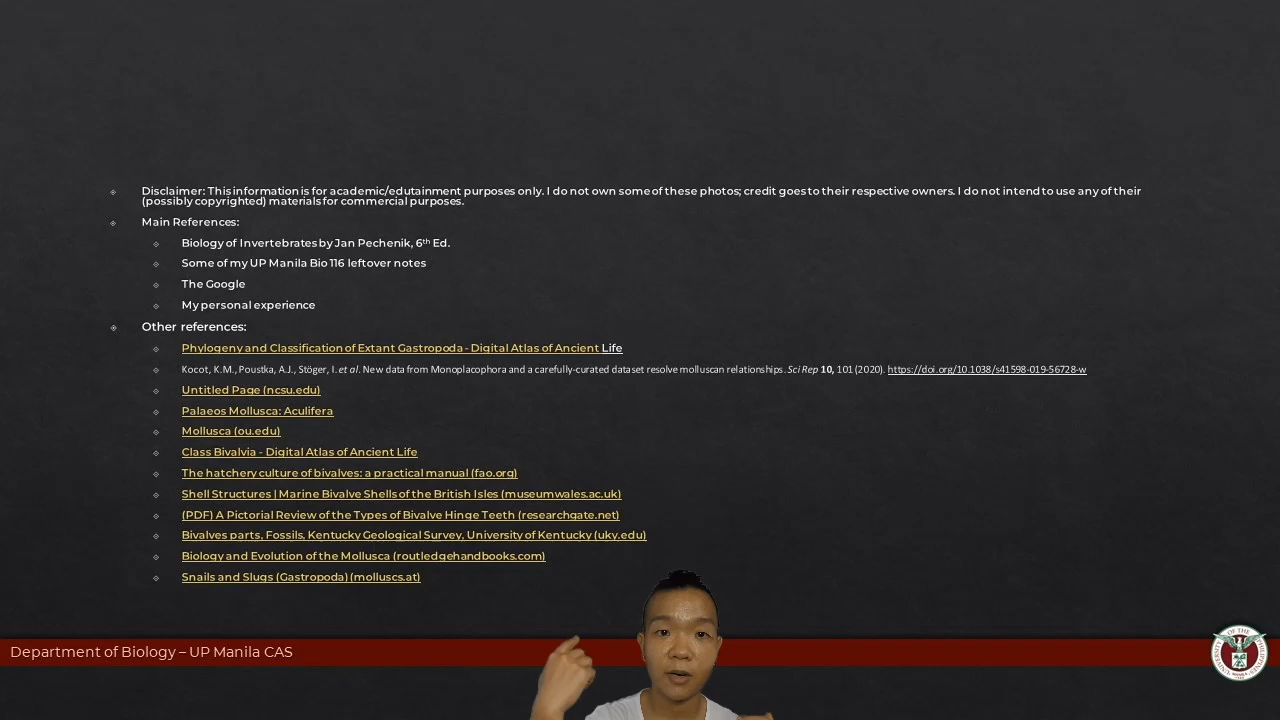 Disclaimer: This information is for academic/edutainment purposes only. I do not own some of these photos; credit goes to their respective owners. I do not intend to use any of their
(possibly copyrighted) materials for commercial purposes.
Main References:
Biology of Invertebrates by Jan Pechenik, 6th Ed.
Some of my UP Manila Bio 116 leftover notes
The Google
My personal experience
Other references:
Phylogeny and Classification of Extant Gastropoda - Digital Atlas of Ancient Life
Kocot, K.M., Poustka, A.J., Stöger, I. et al. New data from Monoplacophora and a carefully-curated dataset resolve molluscan relationships. Sci Rep 10, 101 (2020). https://doi.org/10.1038/s41598-019-56728-w
Untitled Page (ncsu.edu)
Palaeos Mollusca: Aculifera
Mollusca (ou.edu)
Class Bivalvia - Digital Atlas of Ancient Life
The hatchery culture of bivalves: a practical manual (fao.org)
Shell Structures | Marine Bivalve Shells of the British Isles (museumwales.ac.uk)
(PDF) A Pictorial Review of the Types of Bivalve Hinge Teeth (researchgate.net)
Bivalves parts, Fossils, Kentucky Geological Survey, University of Kentucky (uky.edu)
Biology and Evolution of the Mollusca (routledgehandbooks.com)
Snails and Slugs (Gastropoda) (molluscs.at)
Department of Biology – UP Manila CAS